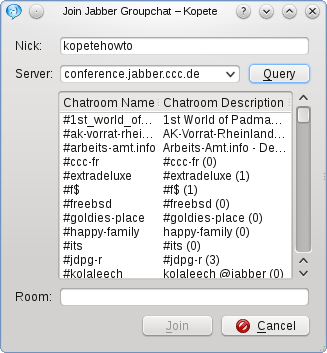 Join Jabber Groupchat – Kopete
Nick: kopetehowto
Server: conference.jabber.ccc.de Query
Chatroom Name Chatroom Description
#1st_world_of... 1st World of Padma...
#ak-vorrat-rhei... AK-Vorrat-Rheinland...
#arbeits-amt.info Arbeits-Amt.info - De...
#ccc-fr #ccc-fr (0)
#extradeluxe #extradeluxe (1)
#f$ #f$ (1)
#freebsd #freebsd (0)
#goldies-place #goldies-place (0)
#happy-family happy-family (0)
#its #its (0)
#jdpg-r #jdpg-r (3)
#kolaleech kolaleech @jabber (0)
Room:
Join Cancel